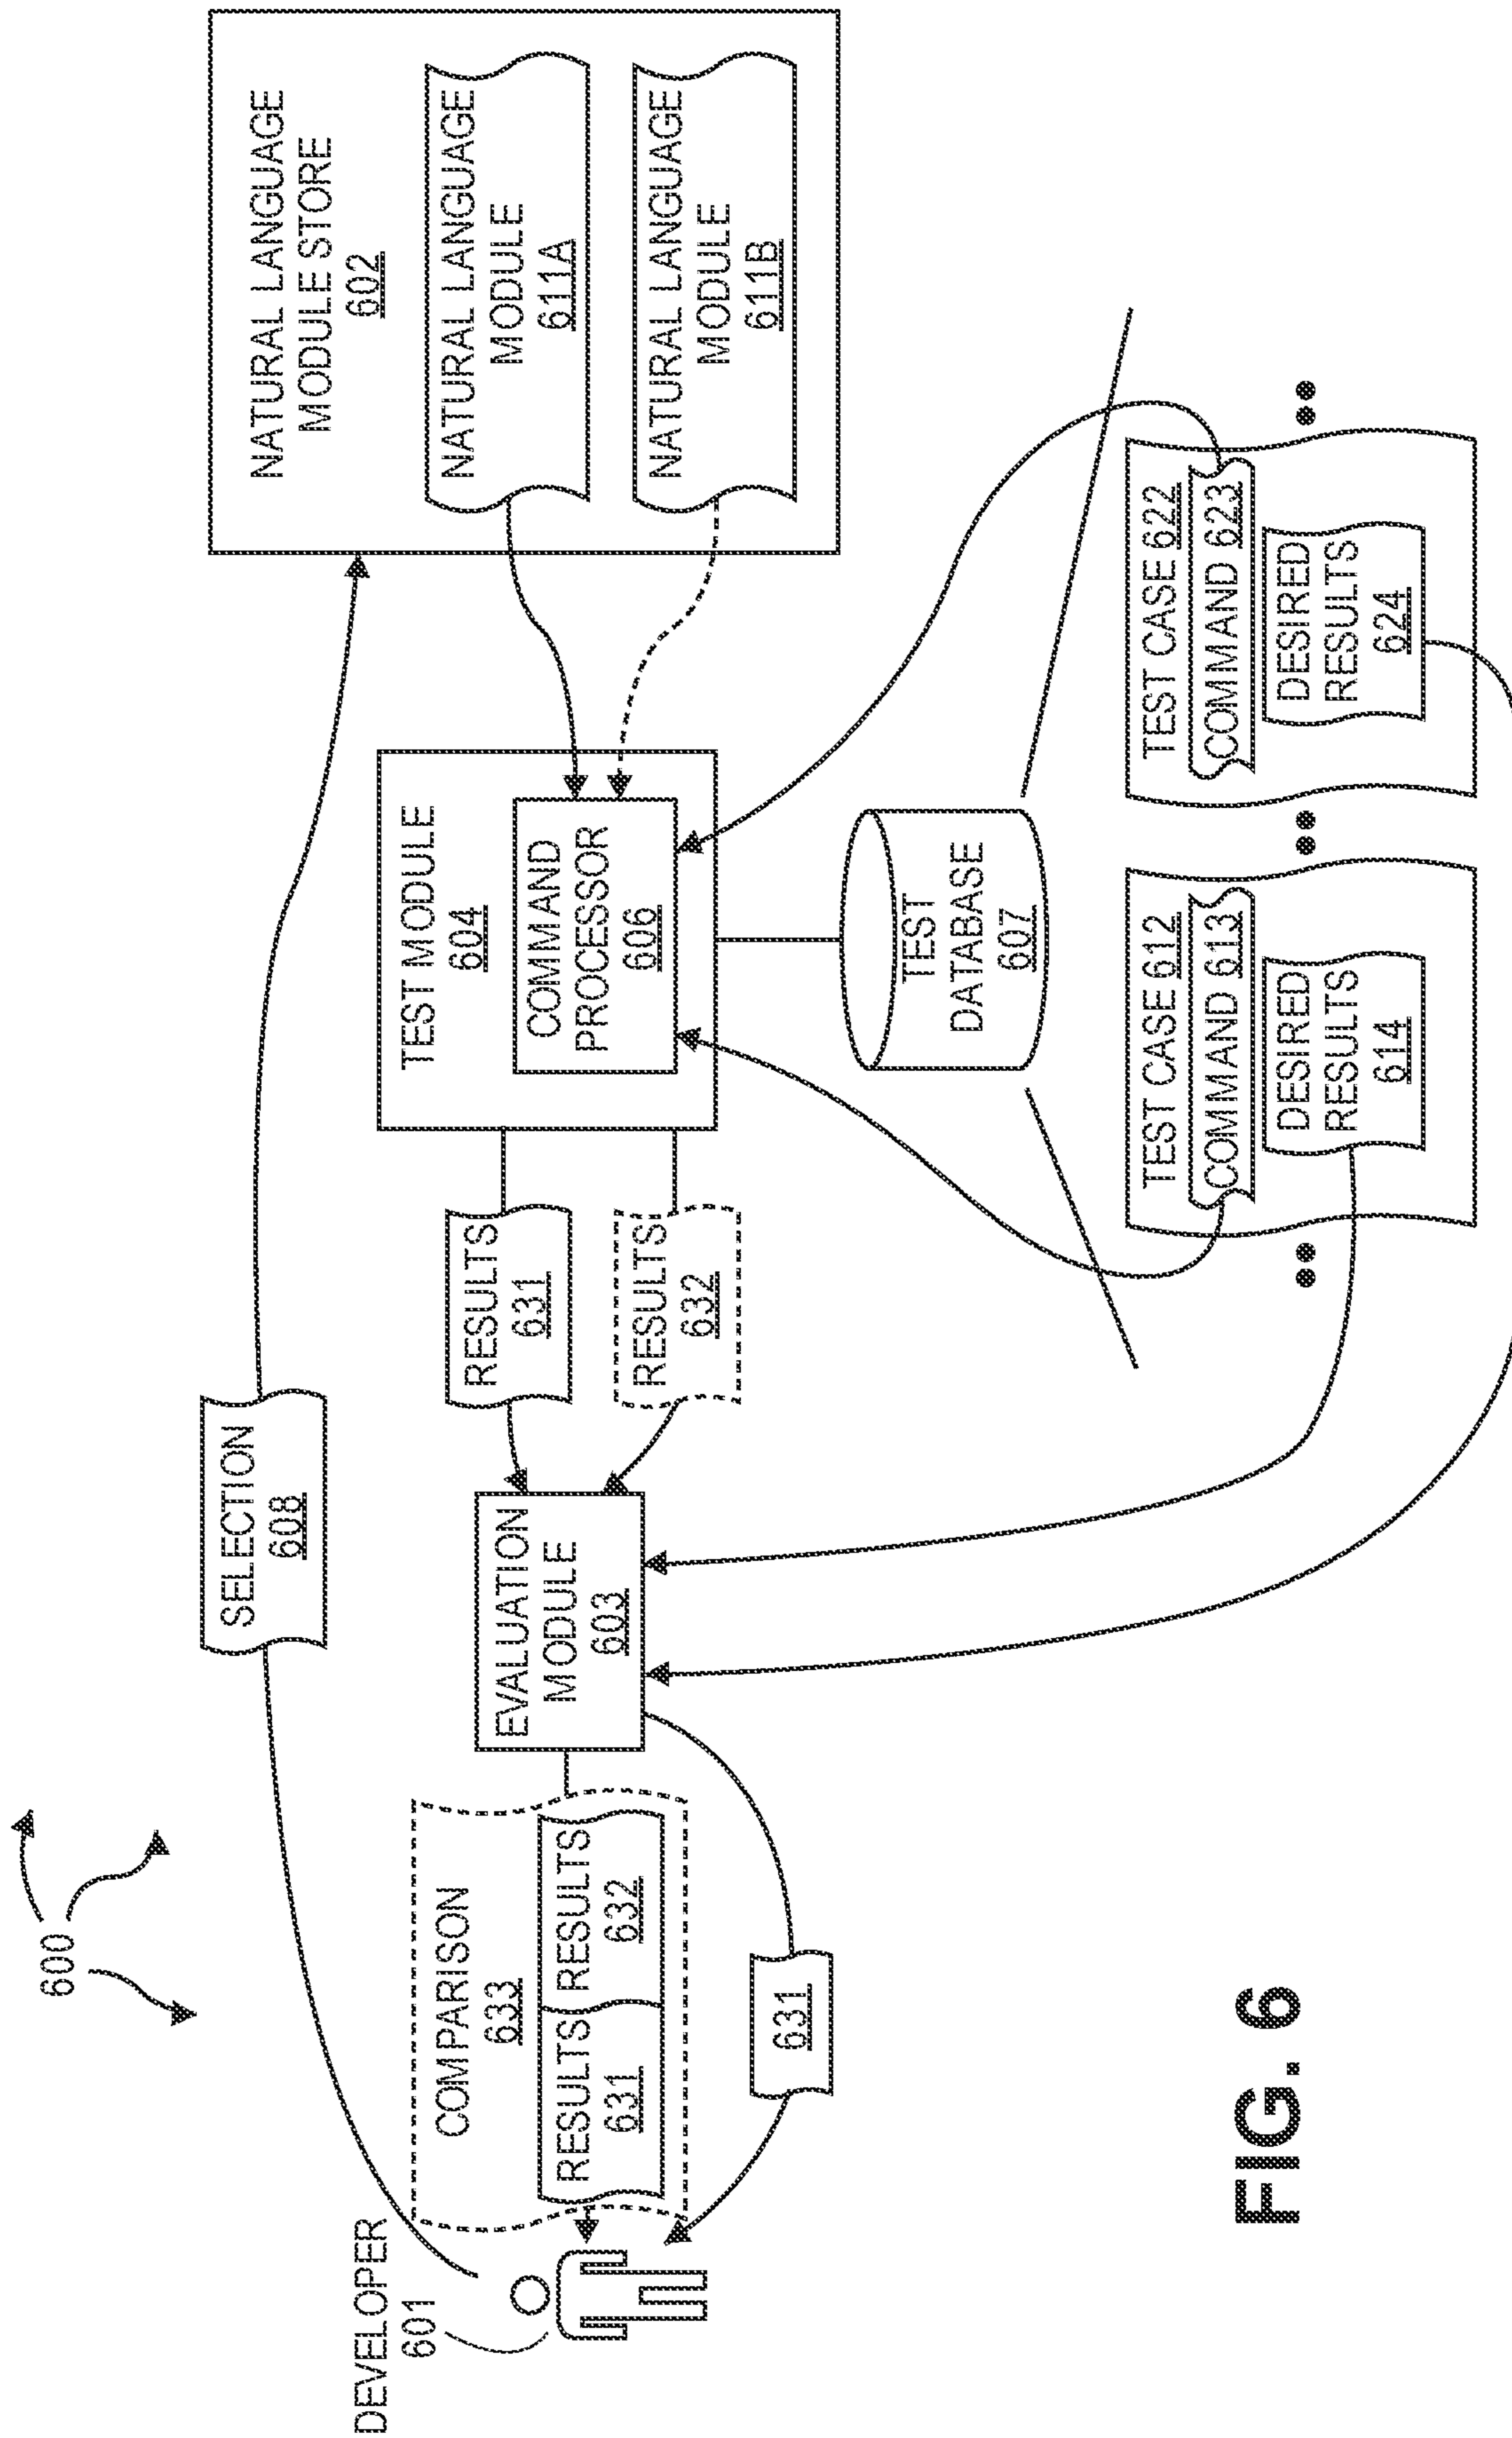 600
DEVELOPER
601
SELECTION
608
NATURAL LANGUAGE
MODULE STORE
602
NATURAL LANGUAGE
MODULE
611A
NATURAL LANGUAGE
MODULE
611B
TEST MODULE
604
COMMAND
PROCESSOR
606
RESULTS
631
RESULTS
632
EVALUATION
MODULE
603
COMPARISON
633
RESULTS
631
RESULTS
632
631
TEST
DATABASE
607
TEST CASE 612
COMMAND 613
DESIRED
RESULTS
614
TEST CASE 622
COMMAND 623
DESIRED
RESULTS
624
FIG. 6